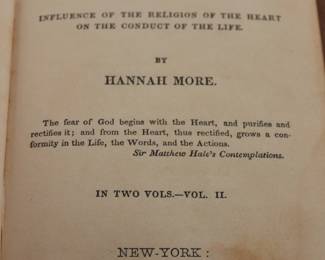 INFLUENCE OF THE RELIGION OF THE HEART
ON THE CONDUCT OF THE LIFE.
BY
HANNAH MORE.
The fear of God begins with the Heart, and purifies and
rectifies it; and from the Heart, thus rectified, grows a con-
formity in the Life, the Words, and the Actions.
Sir Matthew Hale's Contemplations.
IN TWO VOLS.—VOL. II.
NEW-YORK: